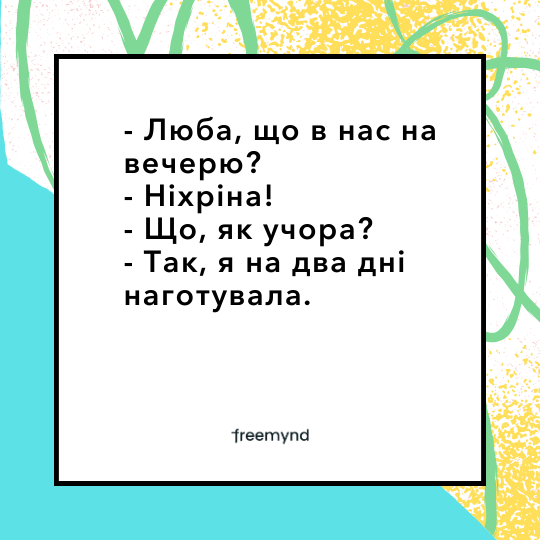 - Люба, що в нас на
вечерю?
- Ніхріна!
- Що, як учора?
- Так, я на два дні
наготувала.
freemynd